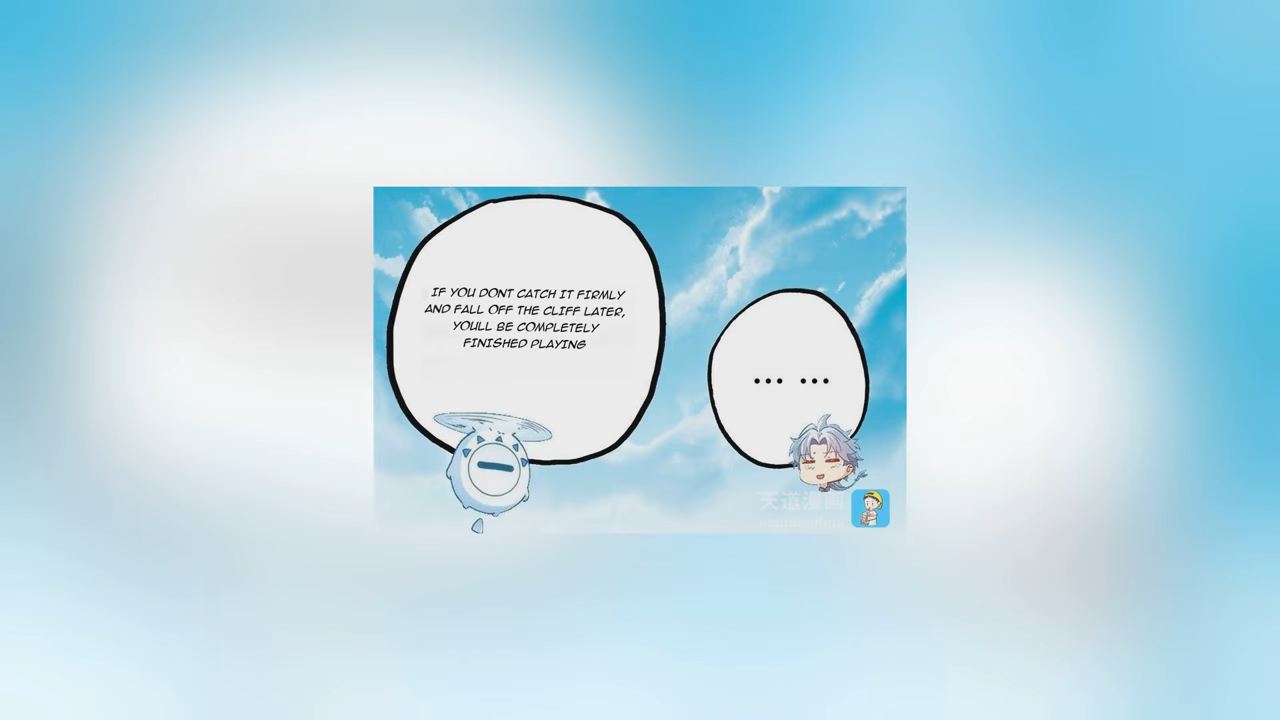 IF YOU DONT CATCH IT FIRMLY
AND FALL OFF THE CLIFF LATER,
YOULL BE COMPLETELY
FINISHED PLAYING
... ...
天道漫画